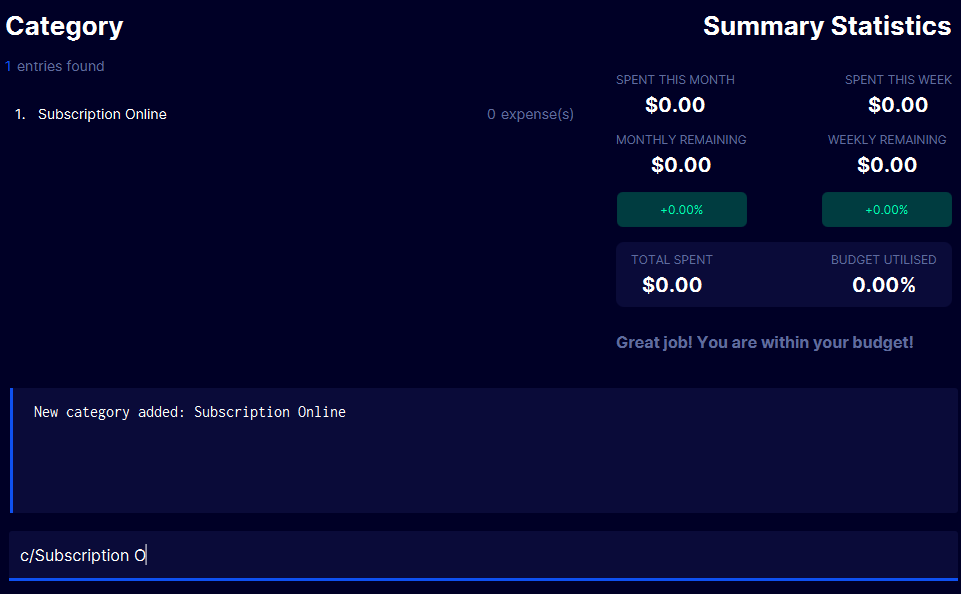 Category
1 entries found
1. Subscription Online 0 expense(s)
Summary Statistics
SPENT THIS MONTH SPENT THIS WEEK
$0.00 $0.00
MONTHLY REMAINING WEEKLY REMAINING
$0.00 $0.00
+0.00% +0.00%
TOTAL SPENT BUDGET UTILISED
$0.00 0.00%
Great job! You are within your budget!
New category added: Subscription Online
c/Subscription O